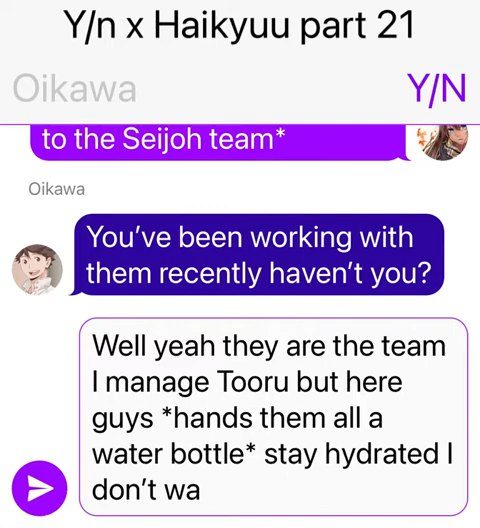 Y/n x Haikyuu part 21
Oikawa
Y/N
to the Seijoh team*
Oikawa
You've been working with
them recently haven't you?
Well yeah they are the team
I manage Tooru but here
guys *hands them all a
water bottle* stay hydrated I
don't wa